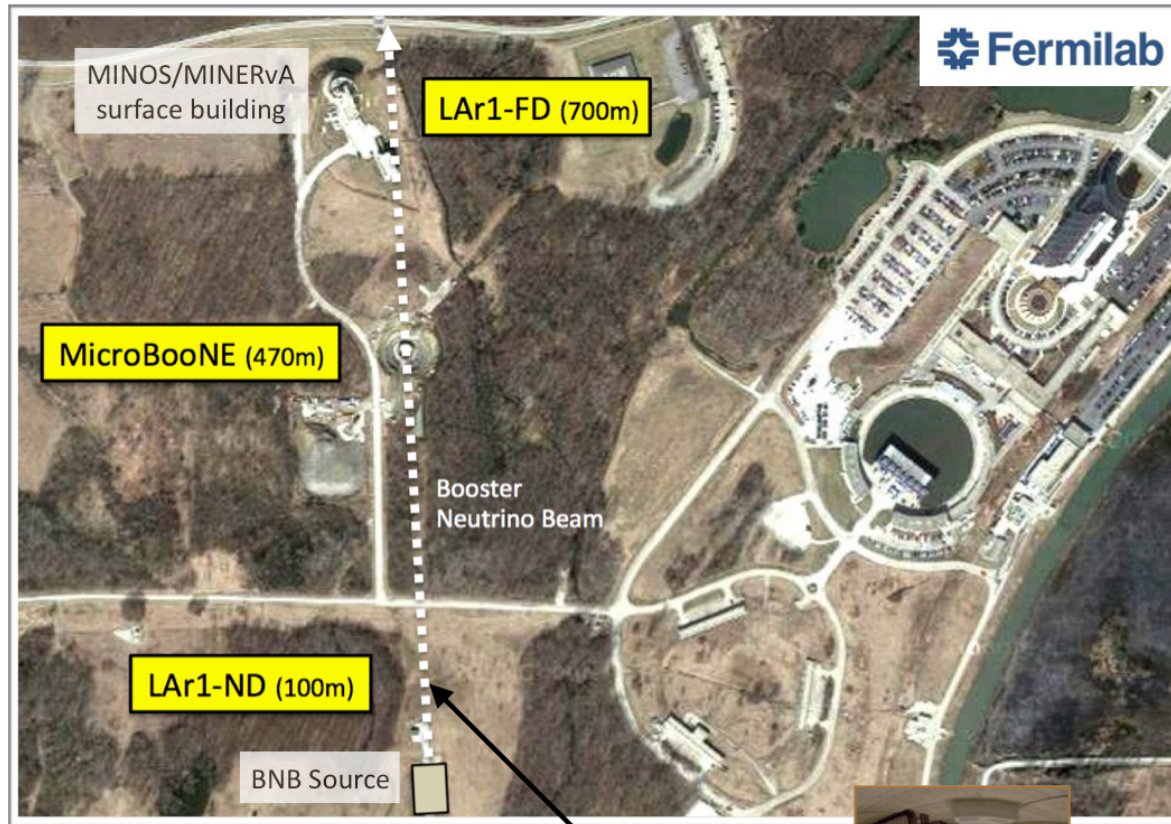 Fermilab
MINOS/MINERvA
surface building
LAr1-FD (700m)
MicroBooNE (470m)
Booster
Neutrino Beam
LAr1-ND (100m)
BNB Source